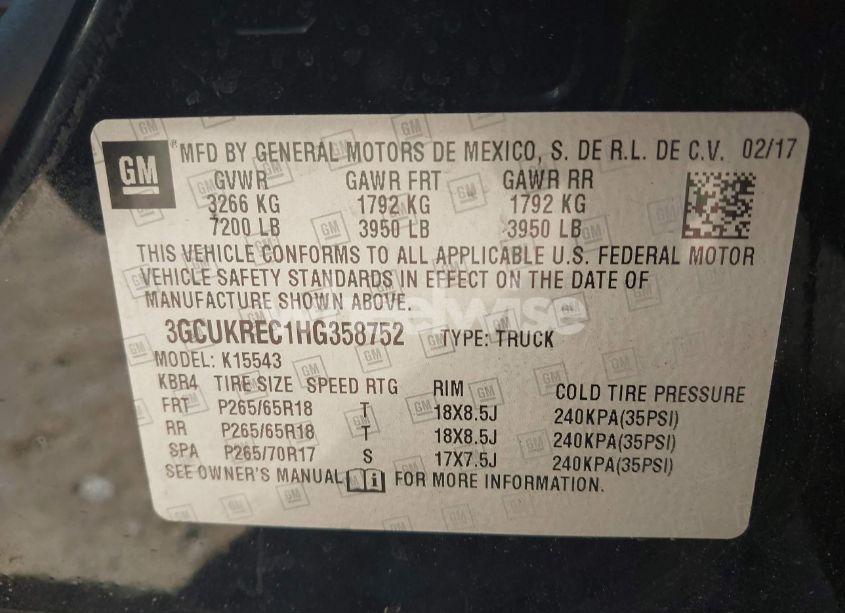 GM ® MFD BY GENERAL MOTORS DE MEXICO, S. DE R.L. DE C.V. 02/17
GVWR GAWR FRT GAWR RR
3266 KG 1792 KG 1792 KG
7200 LB 3950 LB 3950 LB
THIS VEHICLE CONFORMS TO ALL APPLICABLE U.S. FEDERAL MOTOR
VEHICLE SAFETY STANDARDS IN EFFECT ON THE DATE OF
MANUFACTURE SHOWN ABOVE.
3GCUKREC1HG358752 TYPE: TRUCK
MODEL: K15543
KBR4 TIRE SIZE SPEED RTG RIM COLD TIRE PRESSURE
FRT P265/65R18 T 18X8.5J 240KPA(35PSI)
RR P265/65R18 T 18X8.5J 240KPA(35PSI)
SPA P265/70R17 S 17X7.5J 240KPA(35PSI)
SEE OWNER'S MANUAL FOR MORE INFORMATION.